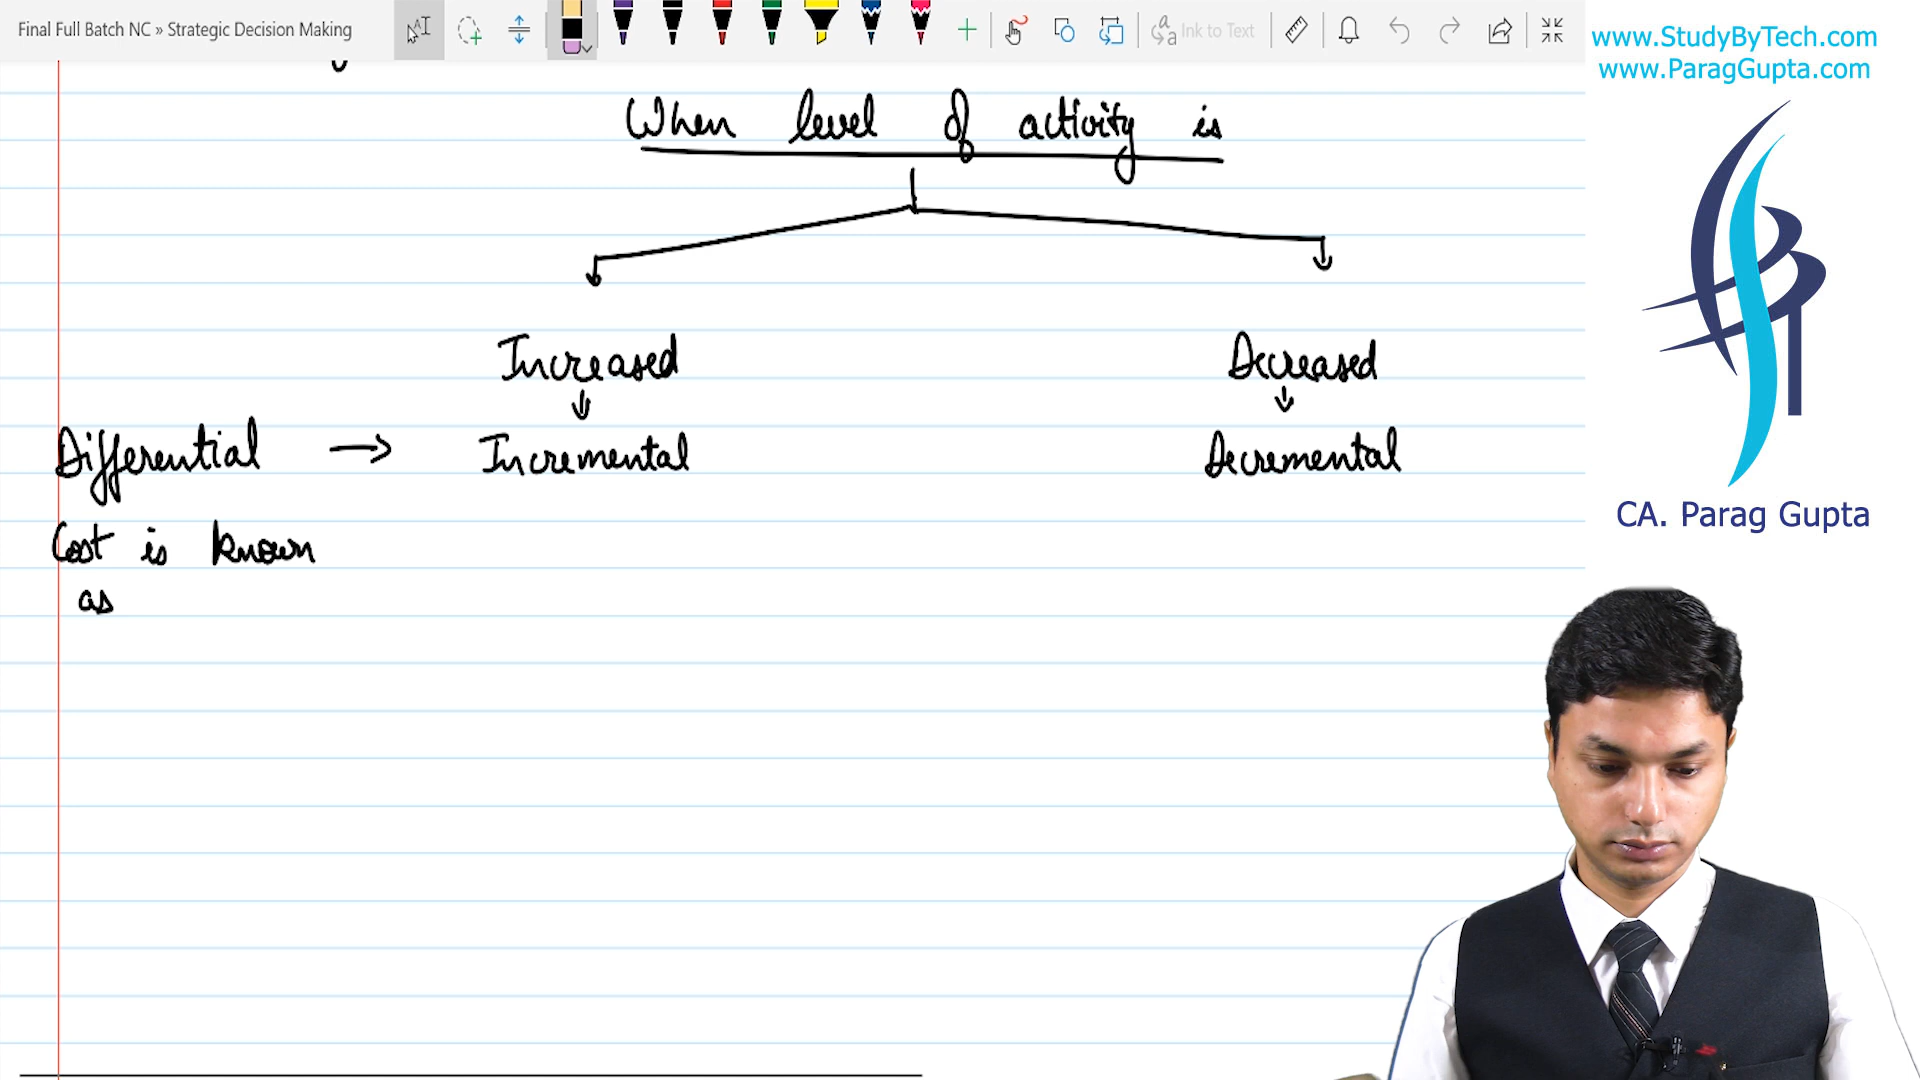 Final Full Batch NC » Strategic Decision Making
Ink to Text
www.StudyByTech.com
www.ParagGupta.com
When level of activity is
Increased Decreased
Differential → Incremental Decremental
Cost is known
as
CA. Parag Gupta